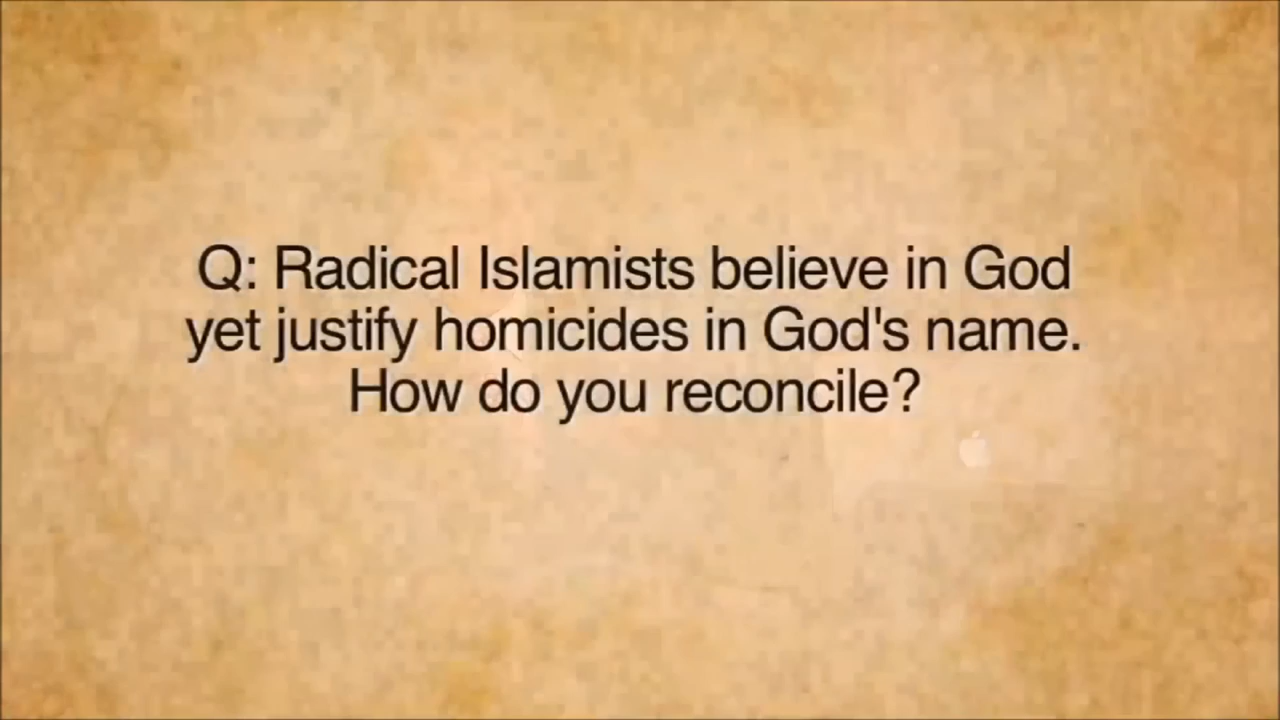 Q: Radical Islamists believe in God
yet justify homicides in God's name.
How do you reconcile?